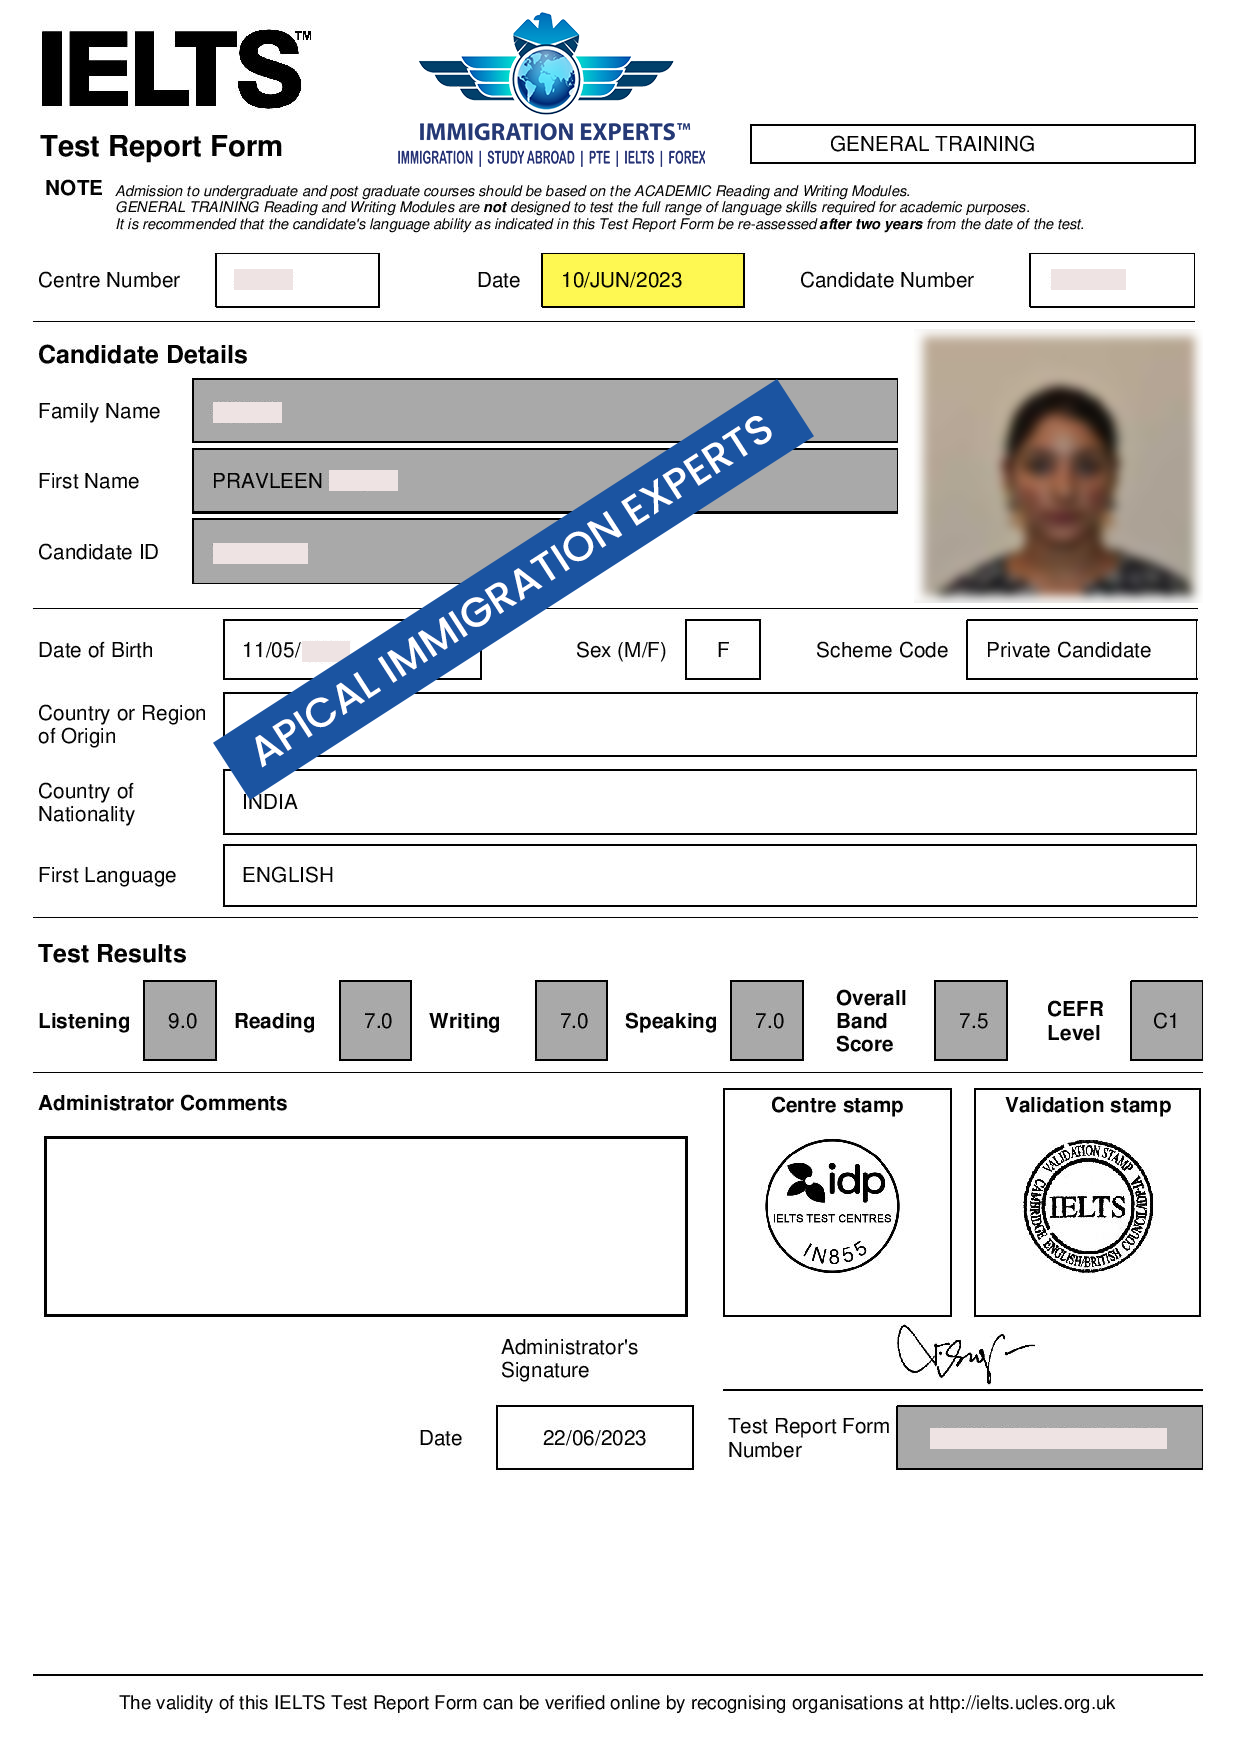 IELTS™
IMMIGRATION EXPERTS™
IMMIGRATION | STUDY ABROAD | PTE | IELTS | FOREX
Test Report Form
GENERAL TRAINING
NOTE Admission to undergraduate and post graduate courses should be based on the ACADEMIC Reading and Writing Modules.
GENERAL TRAINING Reading and Writing Modules are not designed to test the full range of language skills required for academic purposes.
It is recommended that the candidate's language ability as indicated in this Test Report Form be re-assessed after two years from the date of the test.
Centre Number Date 10/JUN/2023 Candidate Number
Candidate Details
Family Name
First Name PRAVLEEN
Candidate ID
APICAL IMMIGRATION EXPERTS
Date of Birth 11/05/ Sex (M/F) F Scheme Code Private Candidate
Country or Region
of Origin
Country of
Nationality
INDIA
First Language ENGLISH
Test Results
Listening 9.0 Reading 7.0 Writing 7.0 Speaking 7.0 Overall Band Score 7.5 CEFR Level C1
Administrator Comments
Centre stamp
idp
IELTS TEST CENTRES
IN855
Validation stamp
VALIDATION STAMP
IELTS
CAMBRIDGE ENGLISH/BRITISH COUNCIL/IDP:IA
Administrator's
Signature
Date 22/06/2023
Test Report Form
Number
The validity of this IELTS Test Report Form can be verified online by recognising organisations at http://ielts.ucles.org.uk